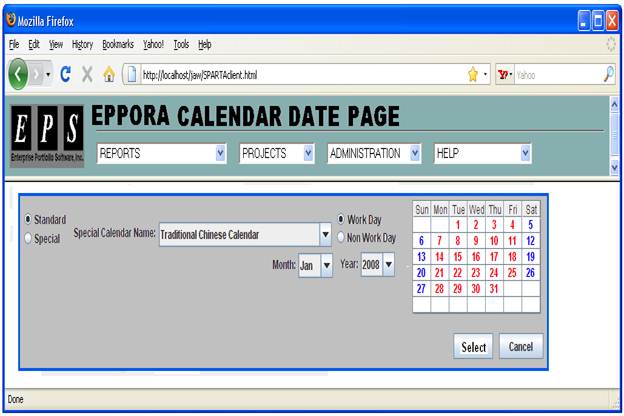 Mozilla Firefox
File Edit View History Bookmarks Yahoo! Tools Help
http://localhost/jaw/SPARTAclient.html
Yahoo
EPS
Enterprise Portfolio Software, Inc.
EPPORA CALENDAR DATE PAGE
REPORTS PROJECTS ADMINISTRATION HELP
Standard
Special
Special Calendar Name: Traditional Chinese Calendar
Work Day
Non Work Day
Month: Jan Year: 2008
Sun Mon Tue Wed Thu Fri Sat
1 2 3 4 5
6 7 8 9 10 11 12
13 14 15 16 17 18 19
20 21 22 23 24 25 26
27 28 29 30 31
Select Cancel
Done